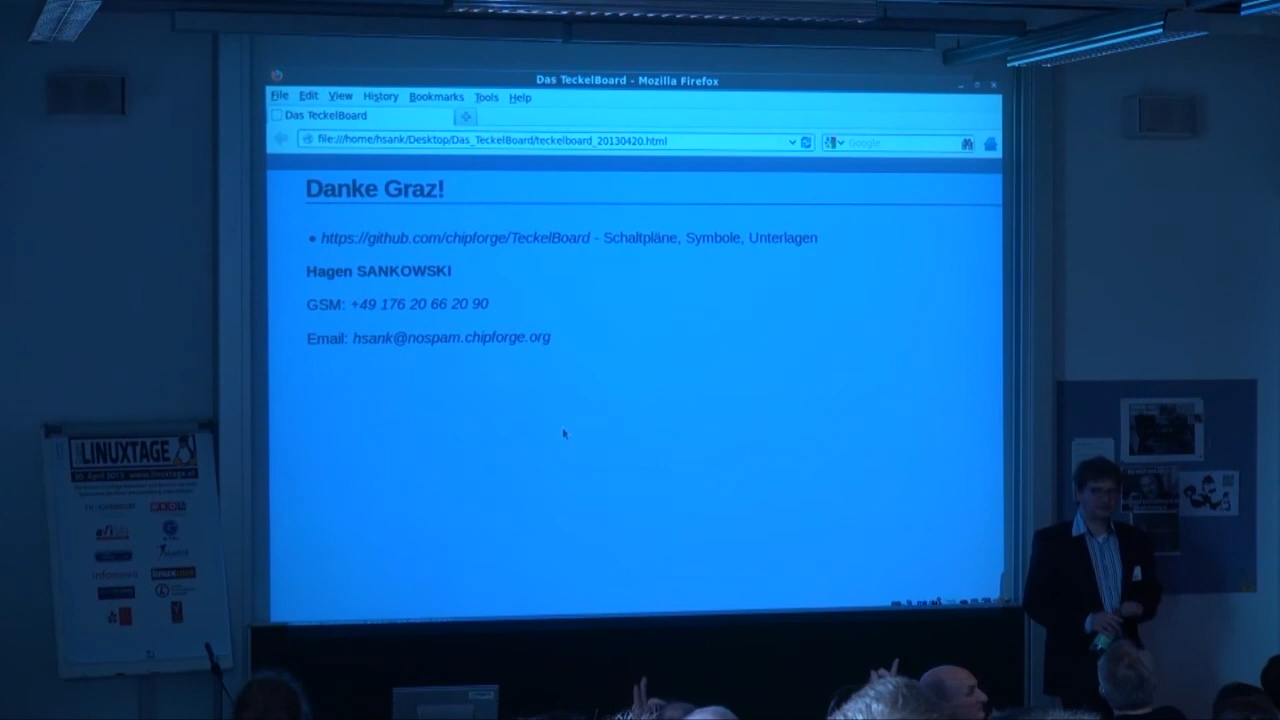 Das TeckelBoard - Mozilla Firefox
File Edit View History Bookmarks Tools Help
Das TeckelBoard
file:///home/hsank/Desktop/Das_TeckelBoard/teckelboard_20130420.html
Google
Danke Graz!
• https://github.com/chipforge/TeckelBoard - Schaltpläne, Symbole, Unterlagen
Hagen SANKOWSKI
GSM: +49 176 20 66 20 90
Email: hsank@nospam.chipforge.org
LINUXTAGE
infonova